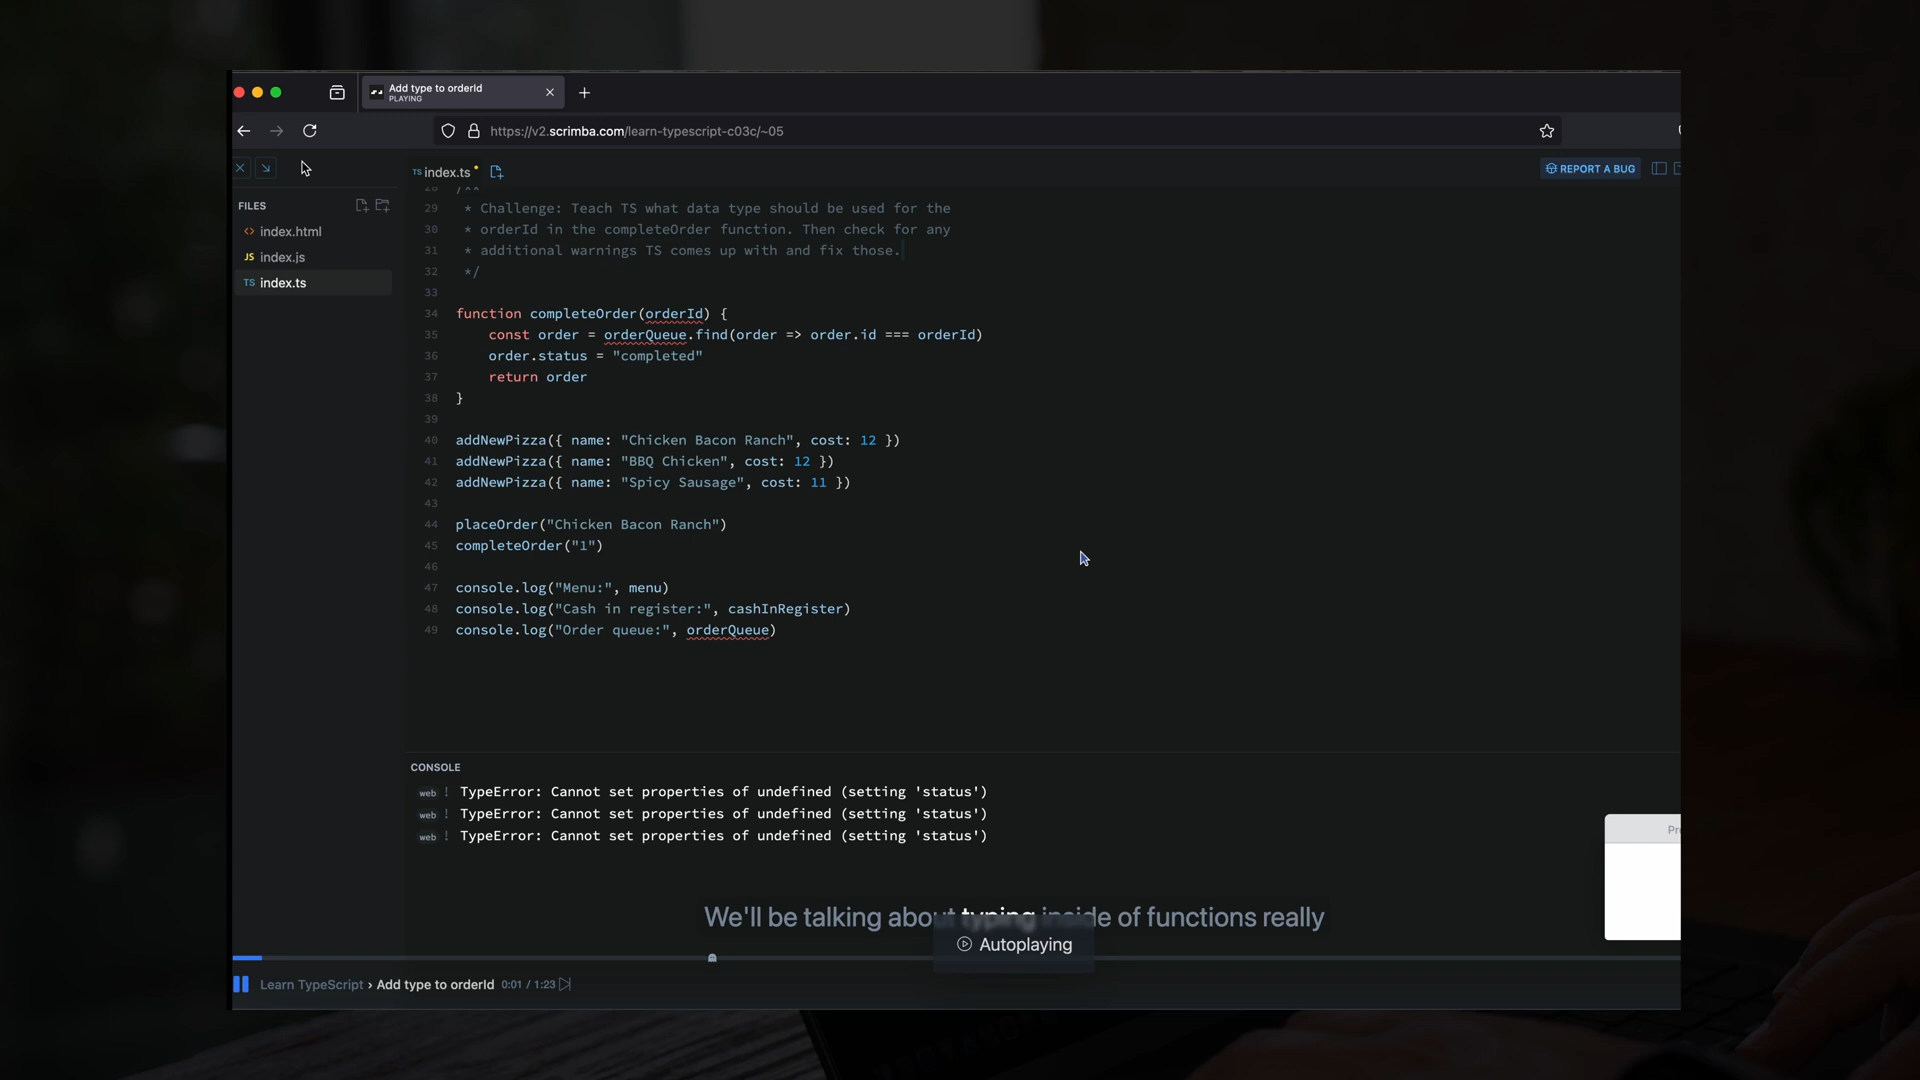 Add type to orderId
PLAYING
https://v2.scrimba.com/learn-typescript-c03c/~05
TS index.ts
REPORT A BUG
FILES
index.html
JS index.js
TS index.ts
28 /**
29 * Challenge: Teach TS what data type should be used for the
30 * orderId in the completeOrder function. Then check for any
31 * additional warnings TS comes up with and fix those.
32 */
33
34 function completeOrder(orderId) {
35 const order = orderQueue.find(order => order.id === orderId)
36 order.status = "completed"
37 return order
38 }
39
40 addNewPizza({ name: "Chicken Bacon Ranch", cost: 12 })
41 addNewPizza({ name: "BBQ Chicken", cost: 12 })
42 addNewPizza({ name: "Spicy Sausage", cost: 11 })
43
44 placeOrder("Chicken Bacon Ranch")
45 completeOrder("1")
46
47 console.log("Menu:", menu)
48 console.log("Cash in register:", cashInRegister)
49 console.log("Order queue:", orderQueue)
CONSOLE
web ! TypeError: Cannot set properties of undefined (setting 'status')
web ! TypeError: Cannot set properties of undefined (setting 'status')
web ! TypeError: Cannot set properties of undefined (setting 'status')
We'll be talking about typing inside of functions really
Autoplaying
Learn TypeScript › Add type to orderId 0:01 / 1:23